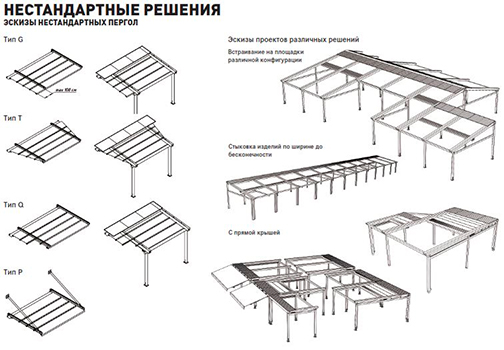 НЕСТАНДАРТНЫЕ РЕШЕНИЯ
ЭСКИЗЫ НЕСТАНДАРТНЫХ ПЕРГОЛ
Тип G
max 100 см
Тип T
Тип Q
Тип P
Эскизы проектов различных решений
Встраивание на площадки
различной конфигурации
Стыковка изделий по ширине до
бесконечности
С прямой крышей